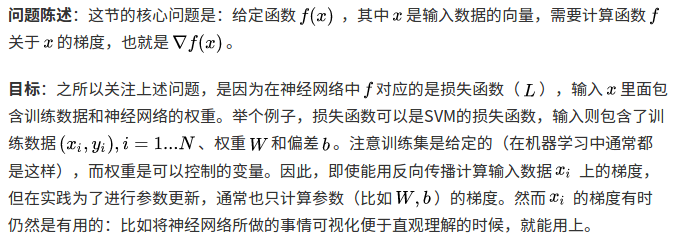 问题陈述：这节的核心问题是：给定函数 f(x) ，其中 x 是输入数据的向量，需要计算函数 f
关于 x 的梯度，也就是 ∇f(x) 。
目标：之所以关注上述问题，是因为在神经网络中 f 对应的是损失函数（ L ），输入 x 里面包
含训练数据和神经网络的权重。举个例子，损失函数可以是SVM的损失函数，输入则包含了训
练数据 (x_i, y_i), i = 1...N 、权重 W 和偏差 b 。注意训练集是给定的（在机器学习中通常都
是这样），而权重是可以控制的变量。因此，即使能用反向传播计算输入数据 x_i 上的梯度，
但在实践为了进行参数更新，通常也只计算参数（比如 W, b ）的梯度。然而 x_i 的梯度有时
仍然是有用的：比如将神经网络所做的事情可视化便于直观理解的时候，就能用上。